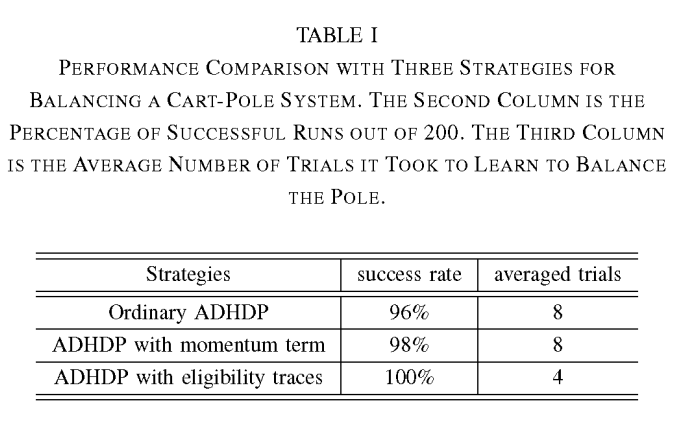 TABLE I
PERFORMANCE COMPARISON WITH THREE STRATEGIES FOR
BALANCING A CART-POLE SYSTEM. THE SECOND COLUMN IS THE
PERCENTAGE OF SUCCESSFUL RUNS OUT OF 200. THE THIRD COLUMN
IS THE AVERAGE NUMBER OF TRIALS IT TOOK TO LEARN TO BALANCE
THE POLE.
Strategies success rate averaged trials
Ordinary ADHDP 96% 8
ADHDP with momentum term 98% 8
ADHDP with eligibility traces 100% 4